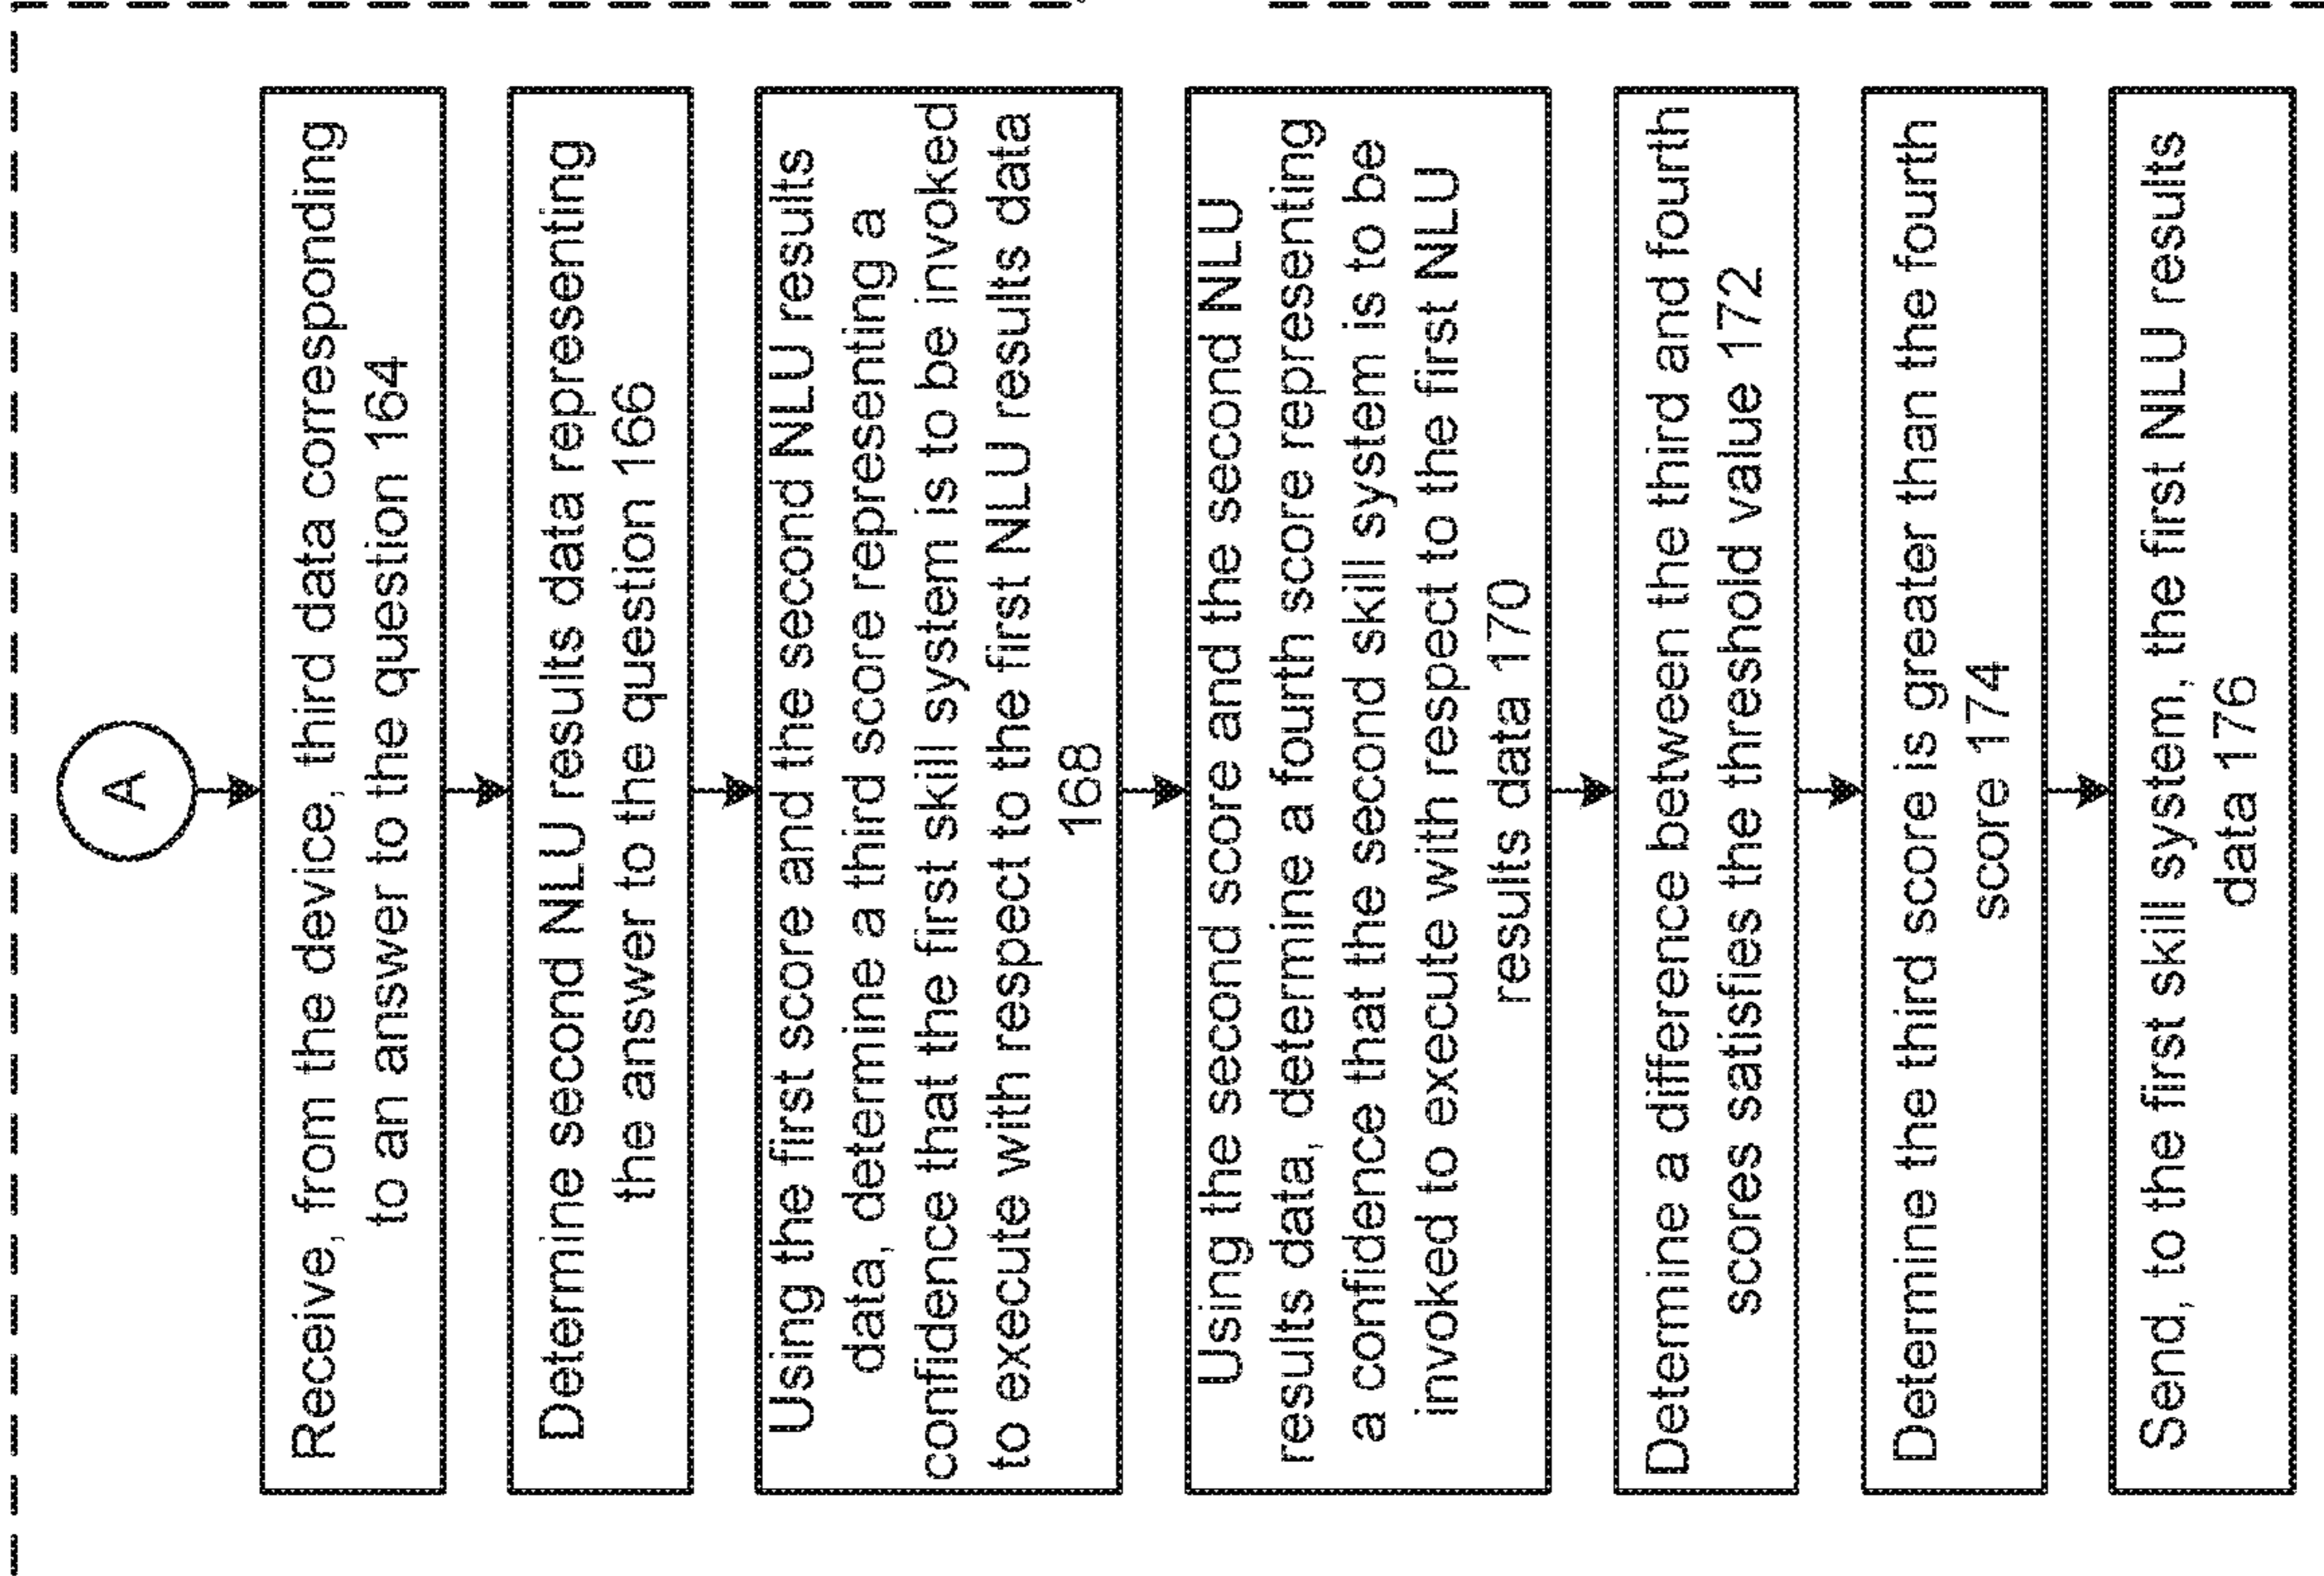 A
Receive, from the device, third data corresponding
to an answer to the question 164
Determine second NLU results data representing
the answer to the question 166
Using the first score and the second NLU results
data, determine a third score representing a
confidence that the first skill system is to be invoked
to execute with respect to the first NLU results data
168
Using the second score and the second NLU
results data, determine a fourth score representing
a confidence that the second skill system is to be
invoked to execute with respect to the first NLU
results data 170
Determine a difference between the third and fourth
scores satisfies the threshold value 172
Determine the third score is greater than the fourth
score 174
Send, to the first skill system, the first NLU results
data 176